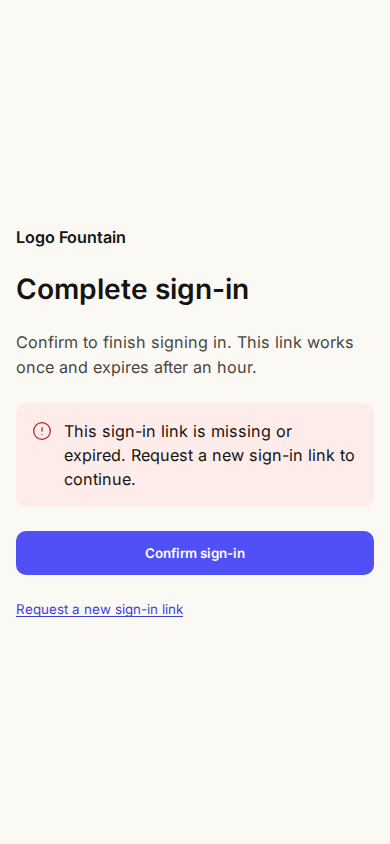 Logo Fountain
Complete sign-in
Confirm to finish signing in. This link works
once and expires after an hour.
This sign-in link is missing or
expired. Request a new sign-in link to
continue.
Confirm sign-in
Request a new sign-in link